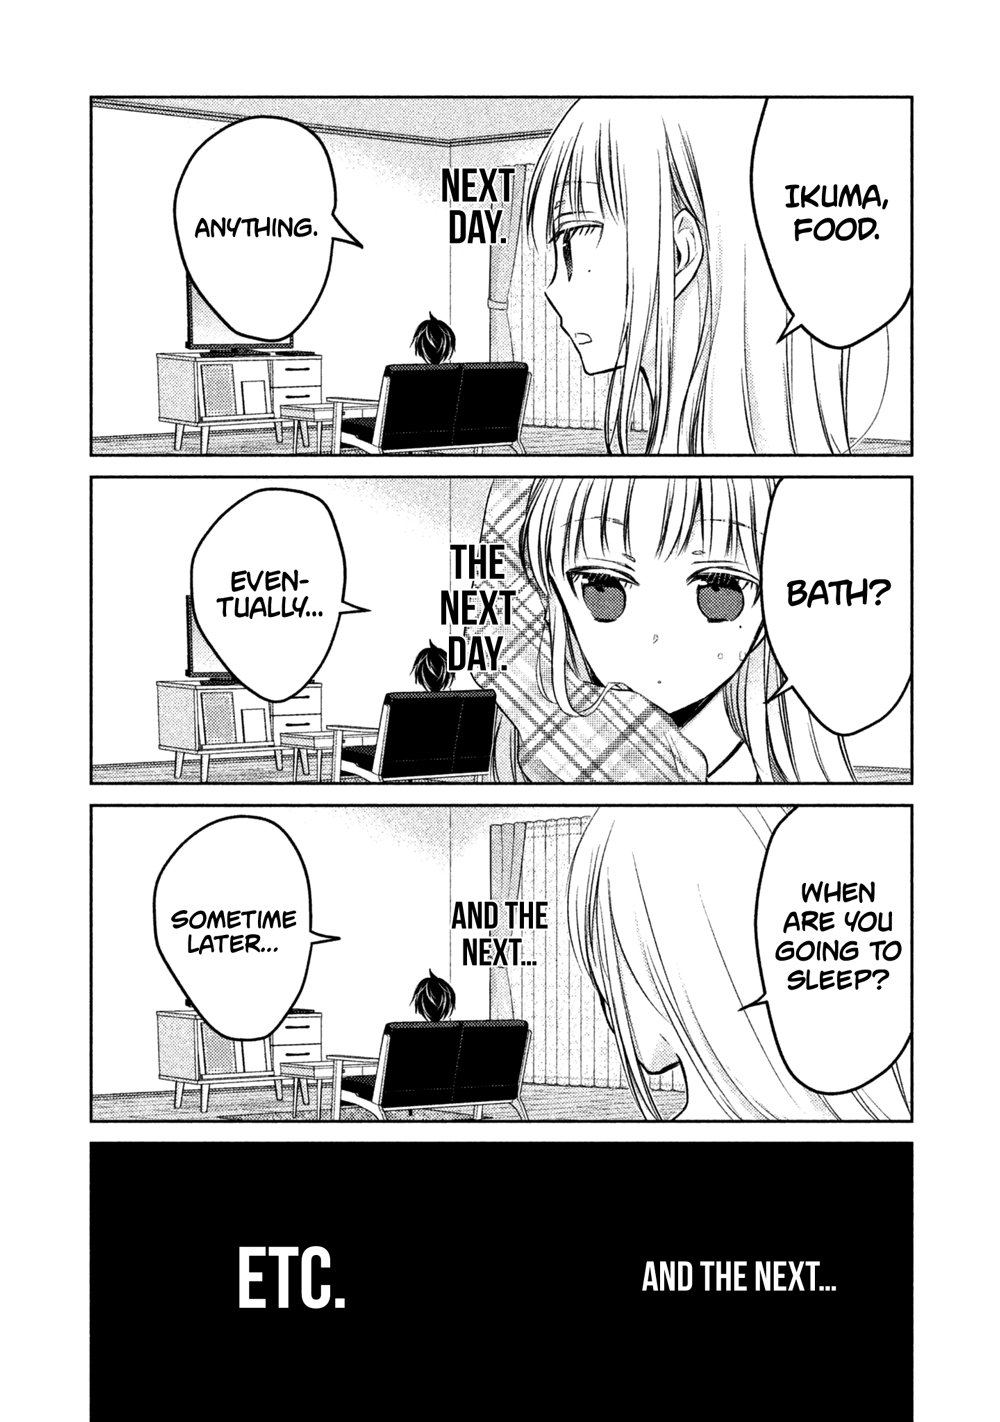 IKUMA,
FOOD.
NEXT
DAY.
ANYTHING.
BATH?
THE
NEXT
DAY.
EVEN-
TUALLY...
WHEN
ARE YOU
GOING TO
SLEEP?
AND THE
NEXT...
SOMETIME
LATER...
AND THE NEXT...
ETC.